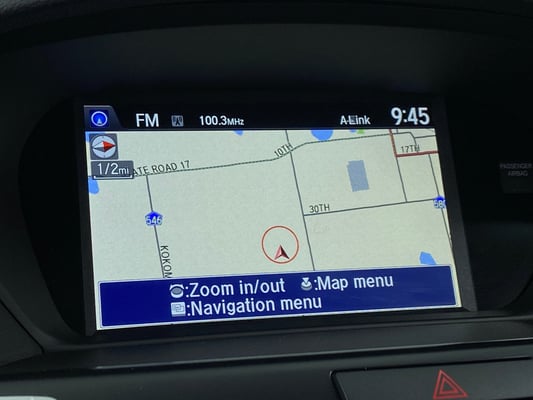 FM 100.3MHz A-Link 9:45
1/2mi
ATE ROAD 17
10TH
17TH
30TH
546
KOKOM
:Zoom in/out :Map menu
:Navigation menu
PASSENGER
AIRBAG